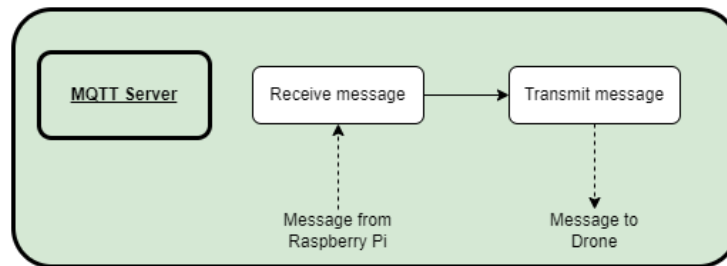 MQTT Server
Receive message
Transmit message
Message from
Raspberry Pi
Message to
Drone